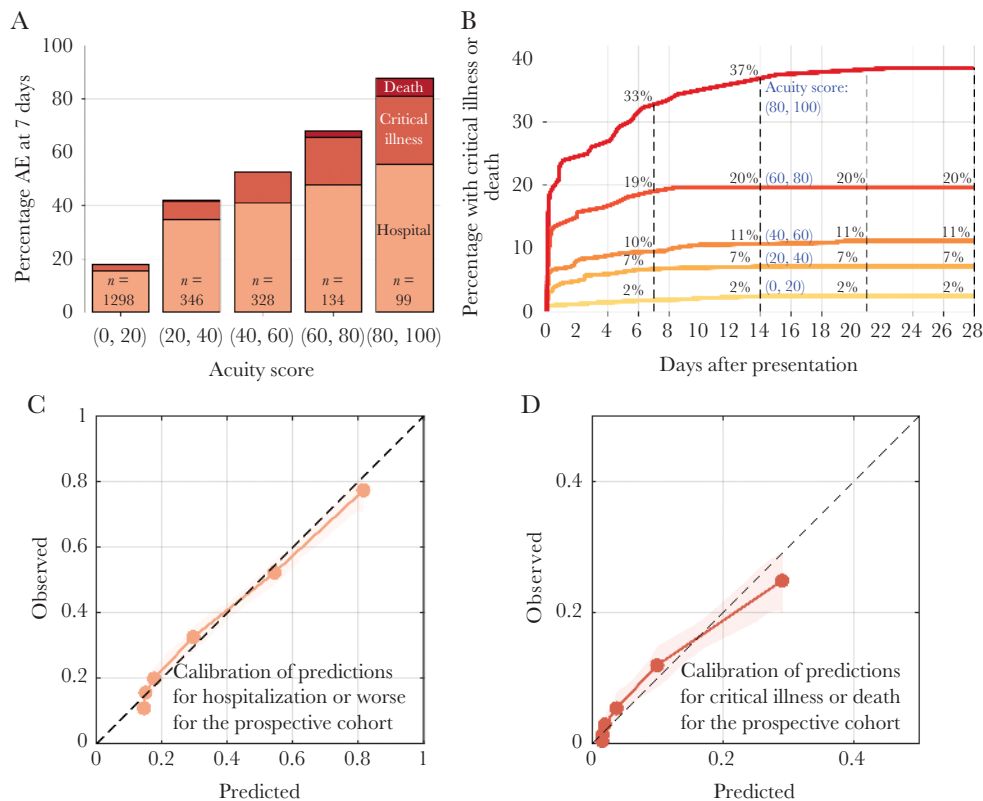 A
Percentage AE at 7 days
100
80
60
40
20
0
Death
Critical
illness
Hospital
n =
1298
n =
346
n =
328
n =
134
n =
99
(0, 20)
(20, 40)
(40, 60)
(60, 80)
(80, 100)
Acuity score
B
Percentage with critical illness or
death
40
30
20
10
0
33%
37%
Acuity score:
(80, 100)
19%
20%
(60, 80)
20%
20%
10%
11%
(40, 60)
11%
11%
7%
7%
(20, 40)
7%
7%
2%
2%
(0, 20)
2%
2%
0 2 4 6 8 10 12 14 16 18 20 22 24 26 28
Days after presentation
C
Observed
1
0.8
0.6
0.4
0.2
0
Calibration of predictions
for hospitalization or worse
for the prospective cohort
0 0.2 0.4 0.6 0.8 1
Predicted
D
Observed
0.4
0.2
0
Calibration of predictions
for critical illness or death
for the prospective cohort
0 0.2 0.4
Predicted